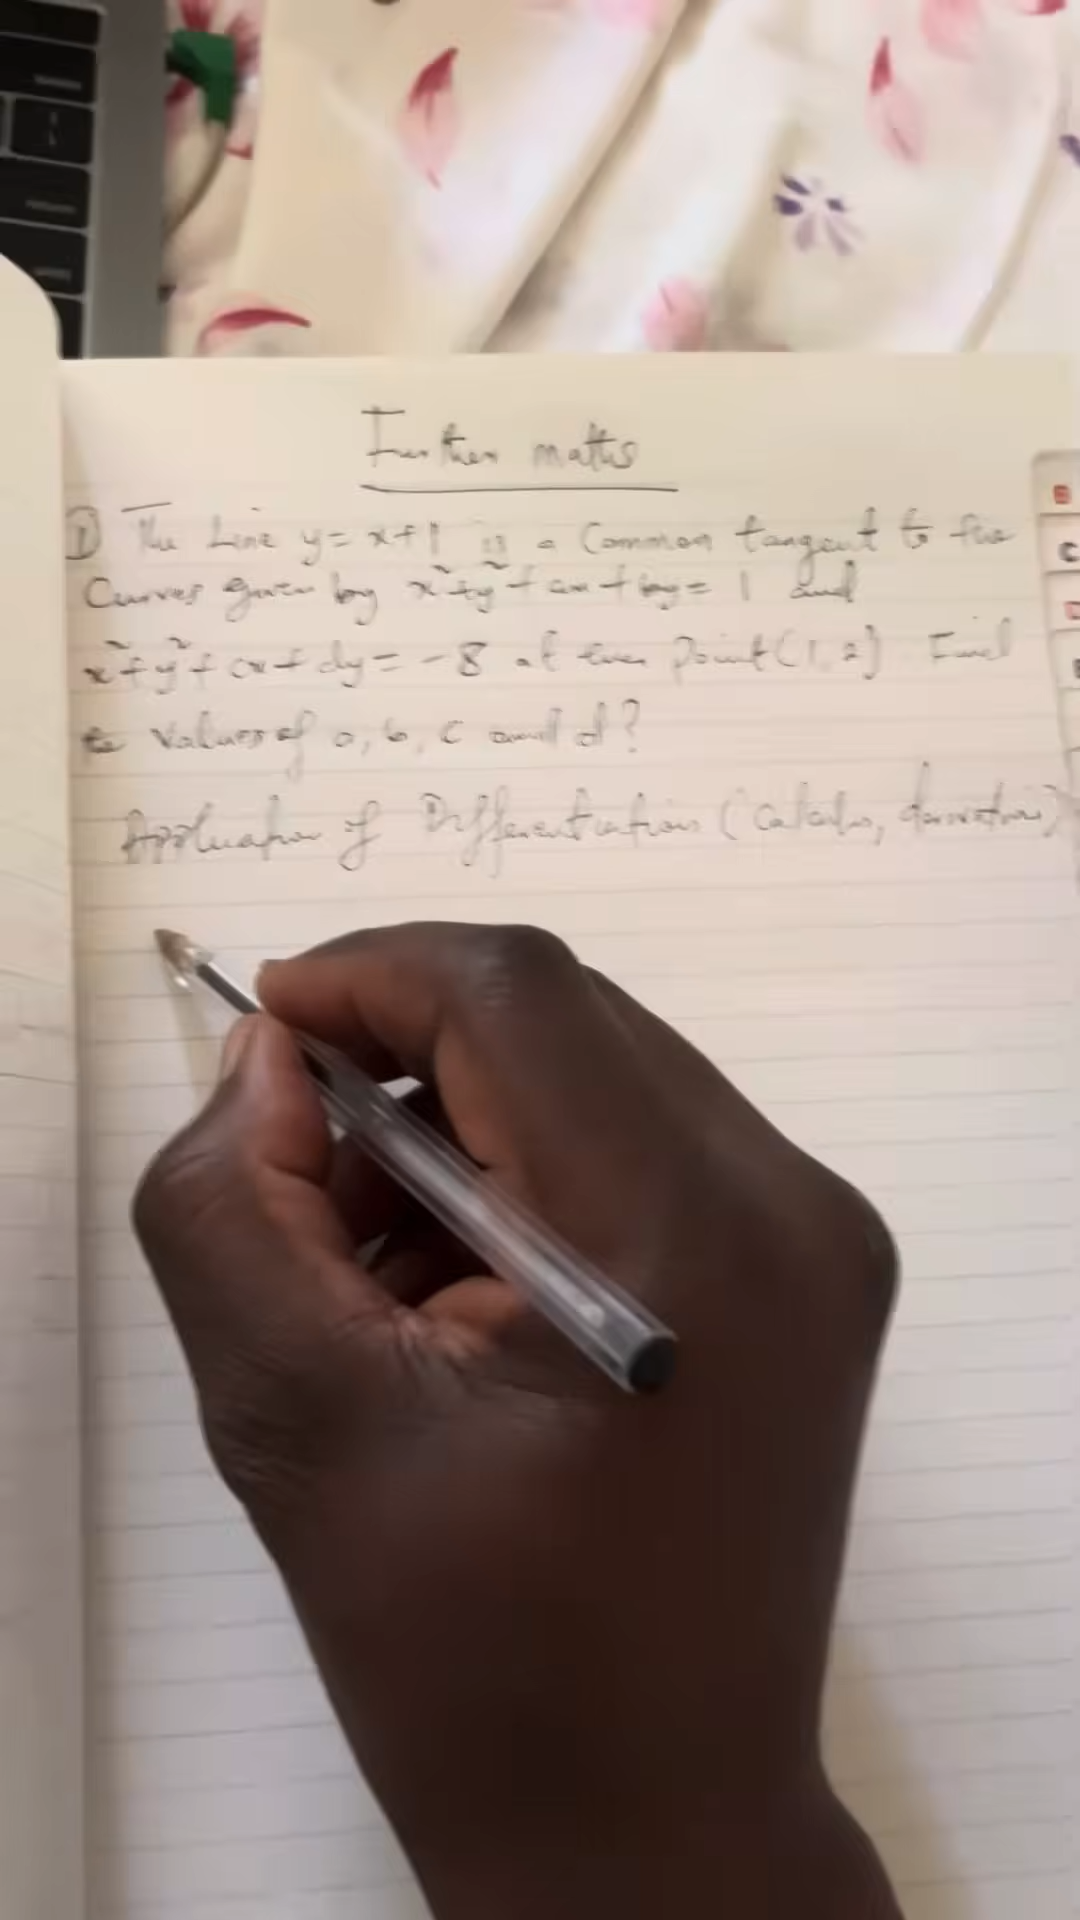 Further maths
① The Line y = x+1 is a Common tangent to the
Curves given by x²+y²+ax+by = 1 and
x²+y²+cx+dy = -8 at the point (1,2) Find
the values of a, b, c and d?
Application of Differentiation (Calculus, derivation)
B
C
D
E